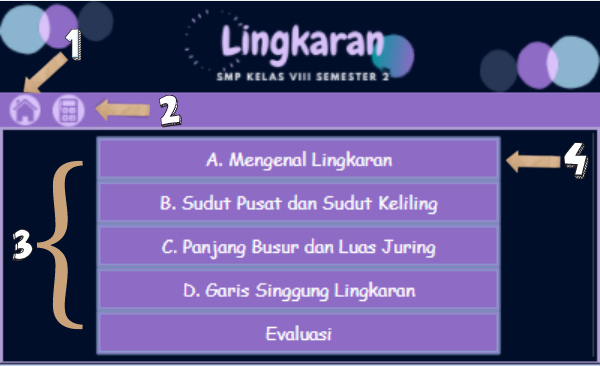 Lingkaran
SMP KELAS VIII SEMESTER 2
1
2
3
4
A. Mengenal Lingkaran
B. Sudut Pusat dan Sudut Keliling
C. Panjang Busur dan Luas Juring
D. Garis Singgung Lingkaran
Evaluasi